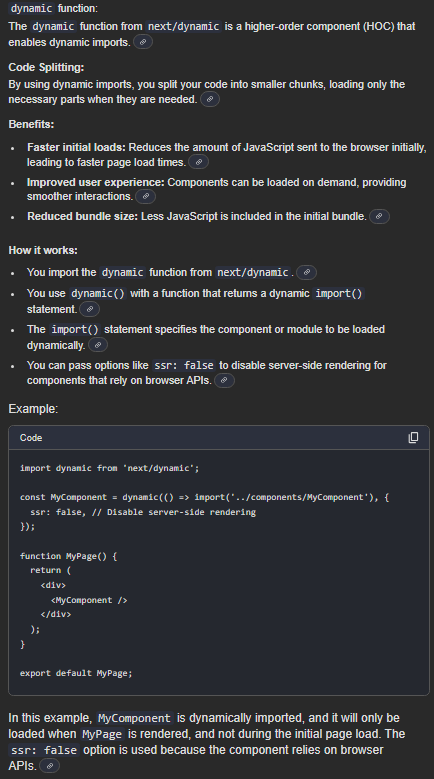 dynamic function:
The dynamic function from next/dynamic is a higher-order component (HOC) that
enables dynamic imports.
Code Splitting:
By using dynamic imports, you split your code into smaller chunks, loading only the
necessary parts when they are needed.
Benefits:
• Faster initial loads: Reduces the amount of JavaScript sent to the browser initially,
leading to faster page load times.
• Improved user experience: Components can be loaded on demand, providing
smoother interactions.
• Reduced bundle size: Less JavaScript is included in the initial bundle.
How it works:
• You import the dynamic function from next/dynamic.
• You use dynamic() with a function that returns a dynamic import()
statement.
• The import() statement specifies the component or module to be loaded
dynamically.
• You can pass options like ssr: false to disable server-side rendering for
components that rely on browser APIs.
Example:
Code
import dynamic from 'next/dynamic';
const MyComponent = dynamic(() => import('../components/MyComponent'), {
  ssr: false, // Disable server-side rendering
});
function MyPage() {
  return (
    <div>
      <MyComponent />
    </div>
  );
}
export default MyPage;
In this example, MyComponent is dynamically imported, and it will only be
loaded when MyPage is rendered, and not during the initial page load. The
ssr: false option is used because the component relies on browser
APIs.